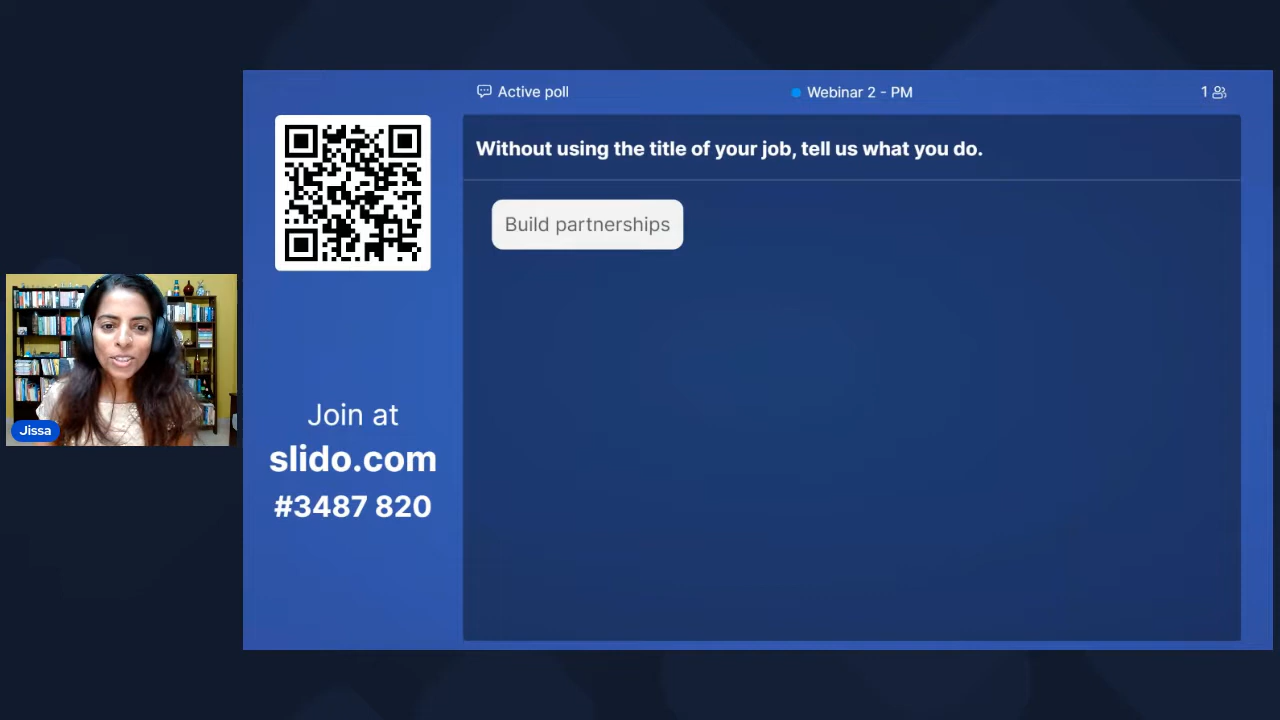 Active poll
Webinar 2 - PM
1
Without using the title of your job, tell us what you do.
Build partnerships
Jissa
Join at
slido.com
#3487 820